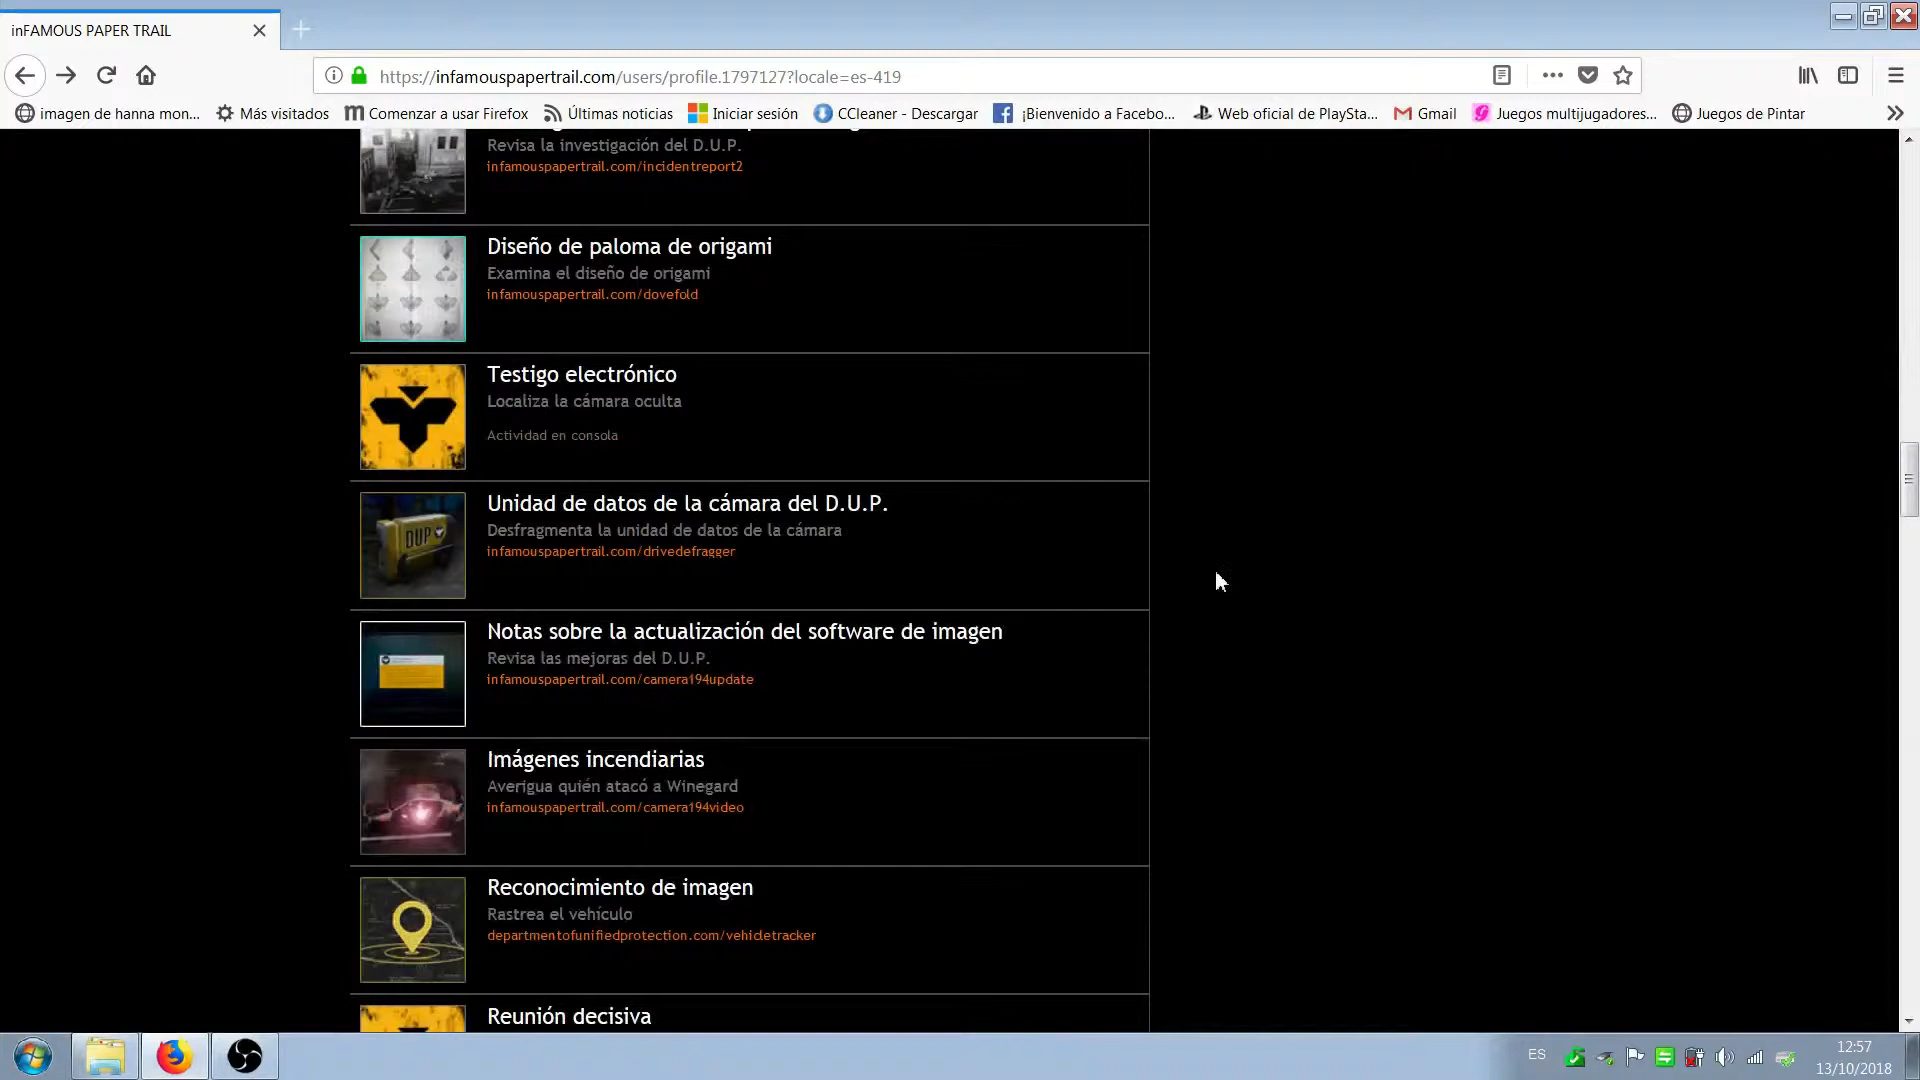 inFAMOUS PAPER TRAIL
https://infamouspapertrail.com/users/profile.1797127?locale=es-419
imagen de hanna mon... Más visitados Comenzar a usar Firefox Últimas noticias Iniciar sesión CCleaner - Descargar ¡Bienvenido a Facebo... Web oficial de PlaySta... Gmail Juegos multijugadores... Juegos de Pintar
Revisa la investigación del D.U.P.
infamouspapertrail.com/incidentreport2
Diseño de paloma de origami
Examina el diseño de origami
infamouspapertrail.com/dovefold
Testigo electrónico
Localiza la cámara oculta
Actividad en consola
Unidad de datos de la cámara del D.U.P.
Desfragmenta la unidad de datos de la cámara
infamouspapertrail.com/drivedefragger
DUP
Notas sobre la actualización del software de imagen
Revisa las mejoras del D.U.P.
infamouspapertrail.com/camera194update
Imágenes incendiarias
Averigua quién atacó a Winegard
infamouspapertrail.com/camera194video
Reconocimiento de imagen
Rastrea el vehículo
departmentofunifiedprotection.com/vehicletracker
Reunión decisiva
ES
12:57
13/10/2018